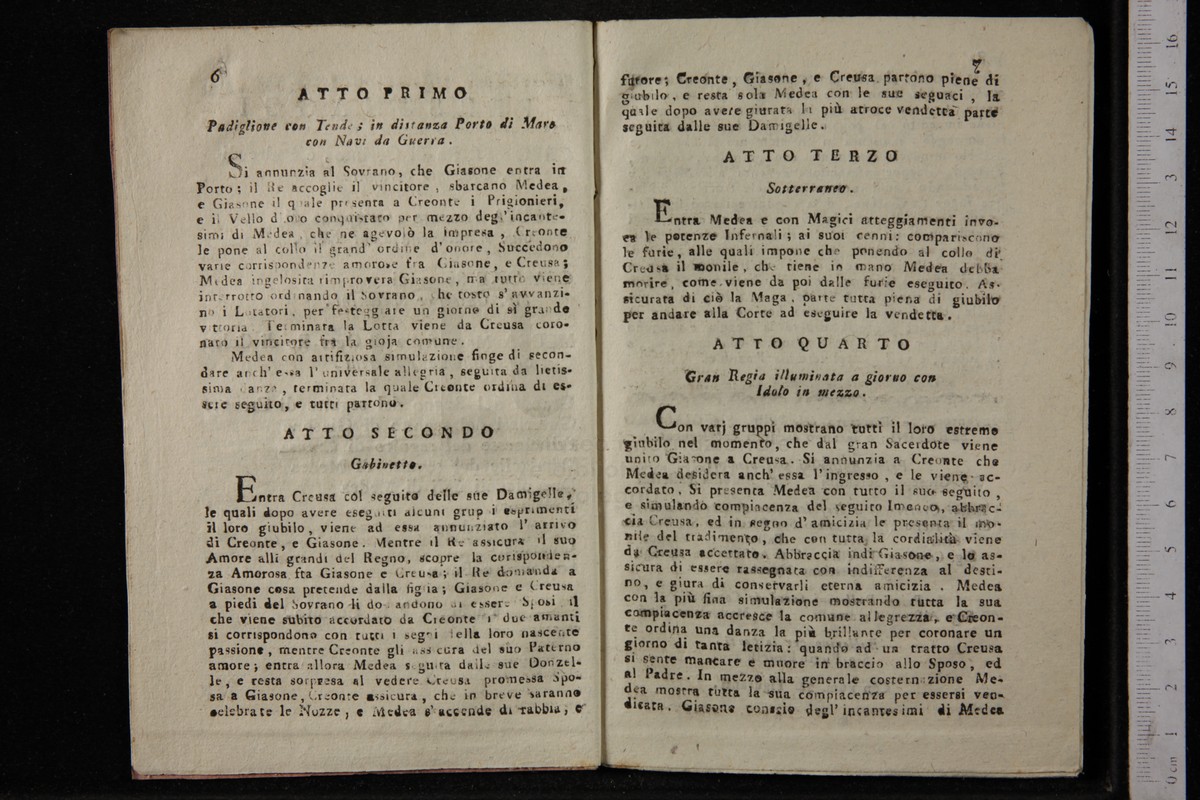 6
ATTO PRIMO
Padiglione con Tende; in distanza Porto di Mare
con Navi da Guerra.
Si annunzia al Sovrano, che Giasone entra in
Porto; il Re accoglie il vincitore, sbarcano Medea,
e Giasone il quale presenta a Creonte i Prigionieri,
e il Vello d'oro conquistato per mezzo degl'incante-
simi di Medea, che ne agevolò la impresa, Creonte
le pone al collo il grand' ordine d'onore, Succedono
varie corrispondenze amorose fra Giasone, e Creusa;
Medea ingelosita rimprovera Giasone, ma tutto viene
interrotto ordinando il Sovrano, che tosto s'avvanzi-
no i Lottatori, per festeggiare un giorno di sì grande
vittoria. Terminata la Lotta viene da Creusa coro-
nato il vincitore fra la gioja comune.
Medea con artifiziosa simulazione finge di secon-
dare anch' essa l'universale allegria, seguita da lietis-
sima danza, terminata la quale Creonte ordina di es-
sere seguito, e tutti partono.
ATTO SECONDO
Gabinetto.
Entra Creusa col seguito delle sue Damigelle,
le quali dopo avere eseguiti alcuni gruppi esprimenti
il loro giubilo, viene ad essa annunziato l'arrivo
di Creonte, e Giasone. Mentre il Re assicura il suo
Amore alli grandi del Regno, scopre la corisponden-
za Amorosa fta Giasone e Creusa; il Re domanda a
Giasone cosa pretende dalla figlia; Giasone e Creusa
a piedi del Sovrano li domandono di essere Sposi il
che viene subito accordato da Creonte i due amanti
si corrispondono con tutti i segni della loro nascente
passione, mentre Creonte gli assicura del suo Paterno
amore; entra allora Medea seguita dalle sue Donzel-
le, e resta sorpresa al vedere Creusa promessa Spo-
sa a Giasone, Creonte assicura, che in breve saranno
celebrate le Nozze, e Medea s'accende di rabbia, e
7
furore; Creonte, Giasone, e Creusa partono piene di
giubilo, e resta sola Medea con le sue seguaci, la
quale dopo avere giurata la più atroce vendetta parte
seguita dalle sue Damigelle.
ATTO TERZO
Sotterraneo.
Entra Medea e con Magici atteggiamenti invo-
ca le potenze Infernali; ai suoi cenni: compariscono
le furie, alle quali impone che ponendo al collo di
Creusa il monile, che tiene in mano Medea debba
morire, come viene da poi dalle furie eseguito. As-
sicurata di ciò la Maga, parte tutta piena di giubilo
per andare alla Corte ad eseguire la vendetta.
ATTO QUARTO
Gran Regia illuminata a giorno con
Idolo in mezzo.
Con varj gruppi mostrano tutti il loro estremo
giubilo nel momento, che dal gran Sacerdote viene
unito Giasone a Creusa. Si annunzia a Creonte che
Medea desidera anch' essa l'ingresso, e le viene ac-
cordato. Si presenta Medea con tutto il suo seguito,
e simulando compiacenza del seguito Imeneo, abbrac-
cia Creusa, ed in segno d'amicizia le presenta il mo-
nile del tradimento, che con tutta la cordialità viene
da Creusa accettato. Abbraccia indi Giasone, e lo as-
sicura di essere rassegnata con indifferenza al desti-
no, e giura di conservarli eterna amicizia. Medea
con la più fina simulazione mostrando tutta la sua
compiacenza accresce la comune allegrezza, e Creon-
te ordina una danza la più brillante per coronare un
giorno di tanta letizia: quando ad un tratto Creusa
si sente mancare e muore in braccio allo Sposo, ed
al Padre. In mezzo alla generale costernazione Me-
dea mostra tutta la sua compiacenza per essersi ven-
dicata. Giasone conscio degl'incantesimi di Medea